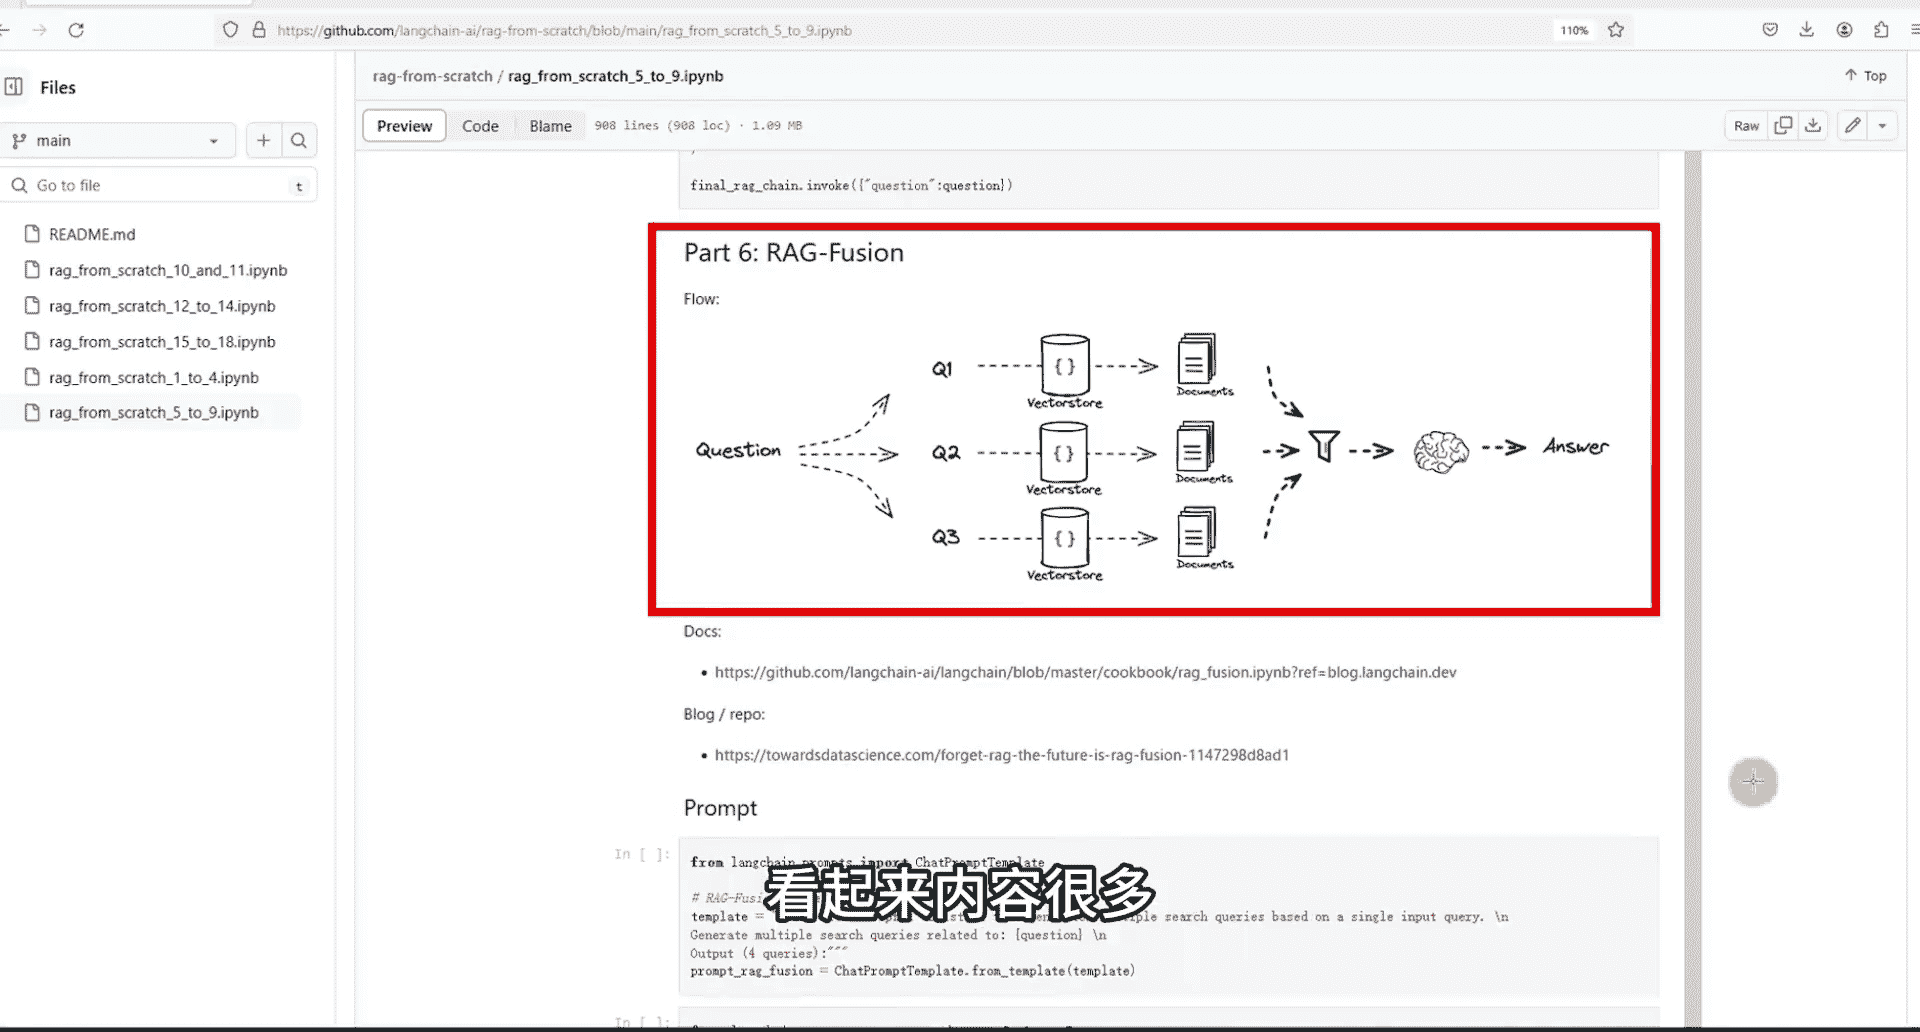 https://github.com/langchain-ai/rag-from-scratch/blob/main/rag_from_scratch_5_to_9.ipynb
110%
Files
rag-from-scratch / rag_from_scratch_5_to_9.ipynb
Top
main
Preview Code Blame 908 lines (908 loc) · 1.09 MB
Raw
Go to file
t
README.md
rag_from_scratch_10_and_11.ipynb
rag_from_scratch_12_to_14.ipynb
rag_from_scratch_15_to_18.ipynb
rag_from_scratch_1_to_4.ipynb
rag_from_scratch_5_to_9.ipynb
final_rag_chain.invoke({"question":question})
Part 6: RAG-Fusion
Flow:
Q1
{ }
Vectorstore
Documents
Question
Q2
{ }
Vectorstore
Documents
Answer
Q3
{ }
Vectorstore
Documents
Docs:
• https://github.com/langchain-ai/langchain/blob/master/cookbook/rag_fusion.ipynb?ref=blog.langchain.dev
Blog / repo:
• https://towardsdatascience.com/forget-rag-the-future-is-rag-fusion-1147298d8ad1
Prompt
In [ ]:
from langchain.prompts import ChatPromptTemplate
# RAG-Fusi
template =
search queries based on a single input query. \n
Generate multiple search queries related to: {question} \n
Output (4 queries):"""
prompt_rag_fusion = ChatPromptTemplate.from_template(template)
看起来内容很多
In [ ]: